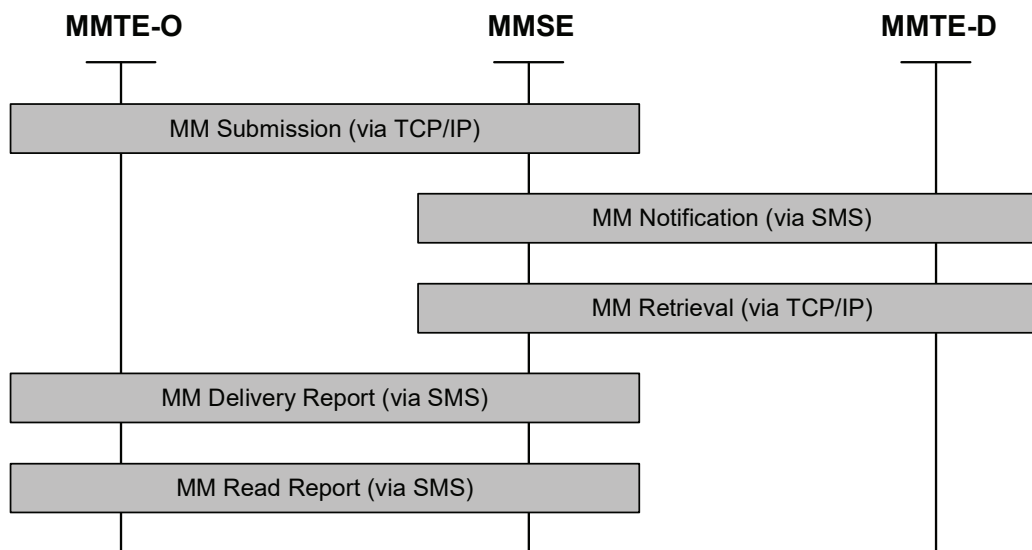 MMTE-O
MMSE
MMTE-D
MM Submission (via TCP/IP)
MM Notification (via SMS)
MM Retrieval (via TCP/IP)
MM Delivery Report (via SMS)
MM Read Report (via SMS)